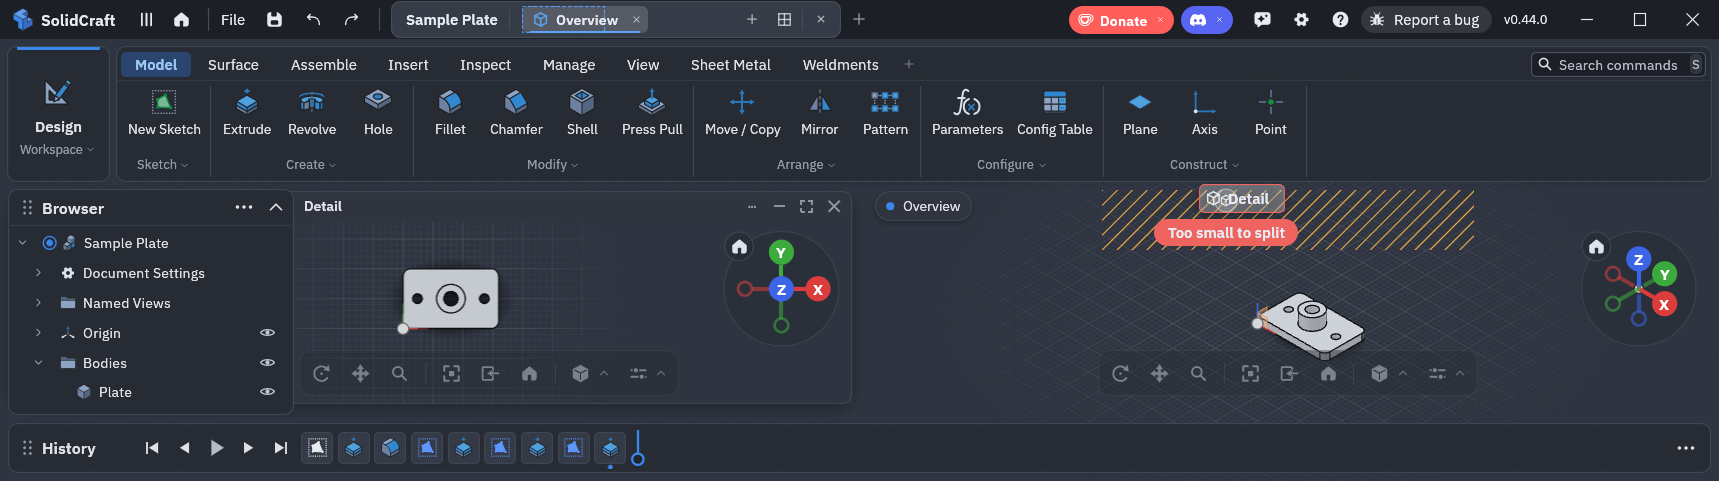 SolidCraft
File
Sample Plate
Overview
Donate
Report a bug
v0.44.0
Design
Workspace
Model
Surface
Assemble
Insert
Inspect
Manage
View
Sheet Metal
Weldments
Search commands
S
New Sketch
Extrude
Revolve
Hole
Fillet
Chamfer
Shell
Press Pull
Move / Copy
Mirror
Pattern
Parameters
Config Table
Plane
Axis
Point
Sketch
Create
Modify
Arrange
Configure
Construct
Browser
Sample Plate
Document Settings
Named Views
Origin
Bodies
Plate
Detail
Y
Z
X
Overview
Detail
Too small to split
Z
Y
X
History